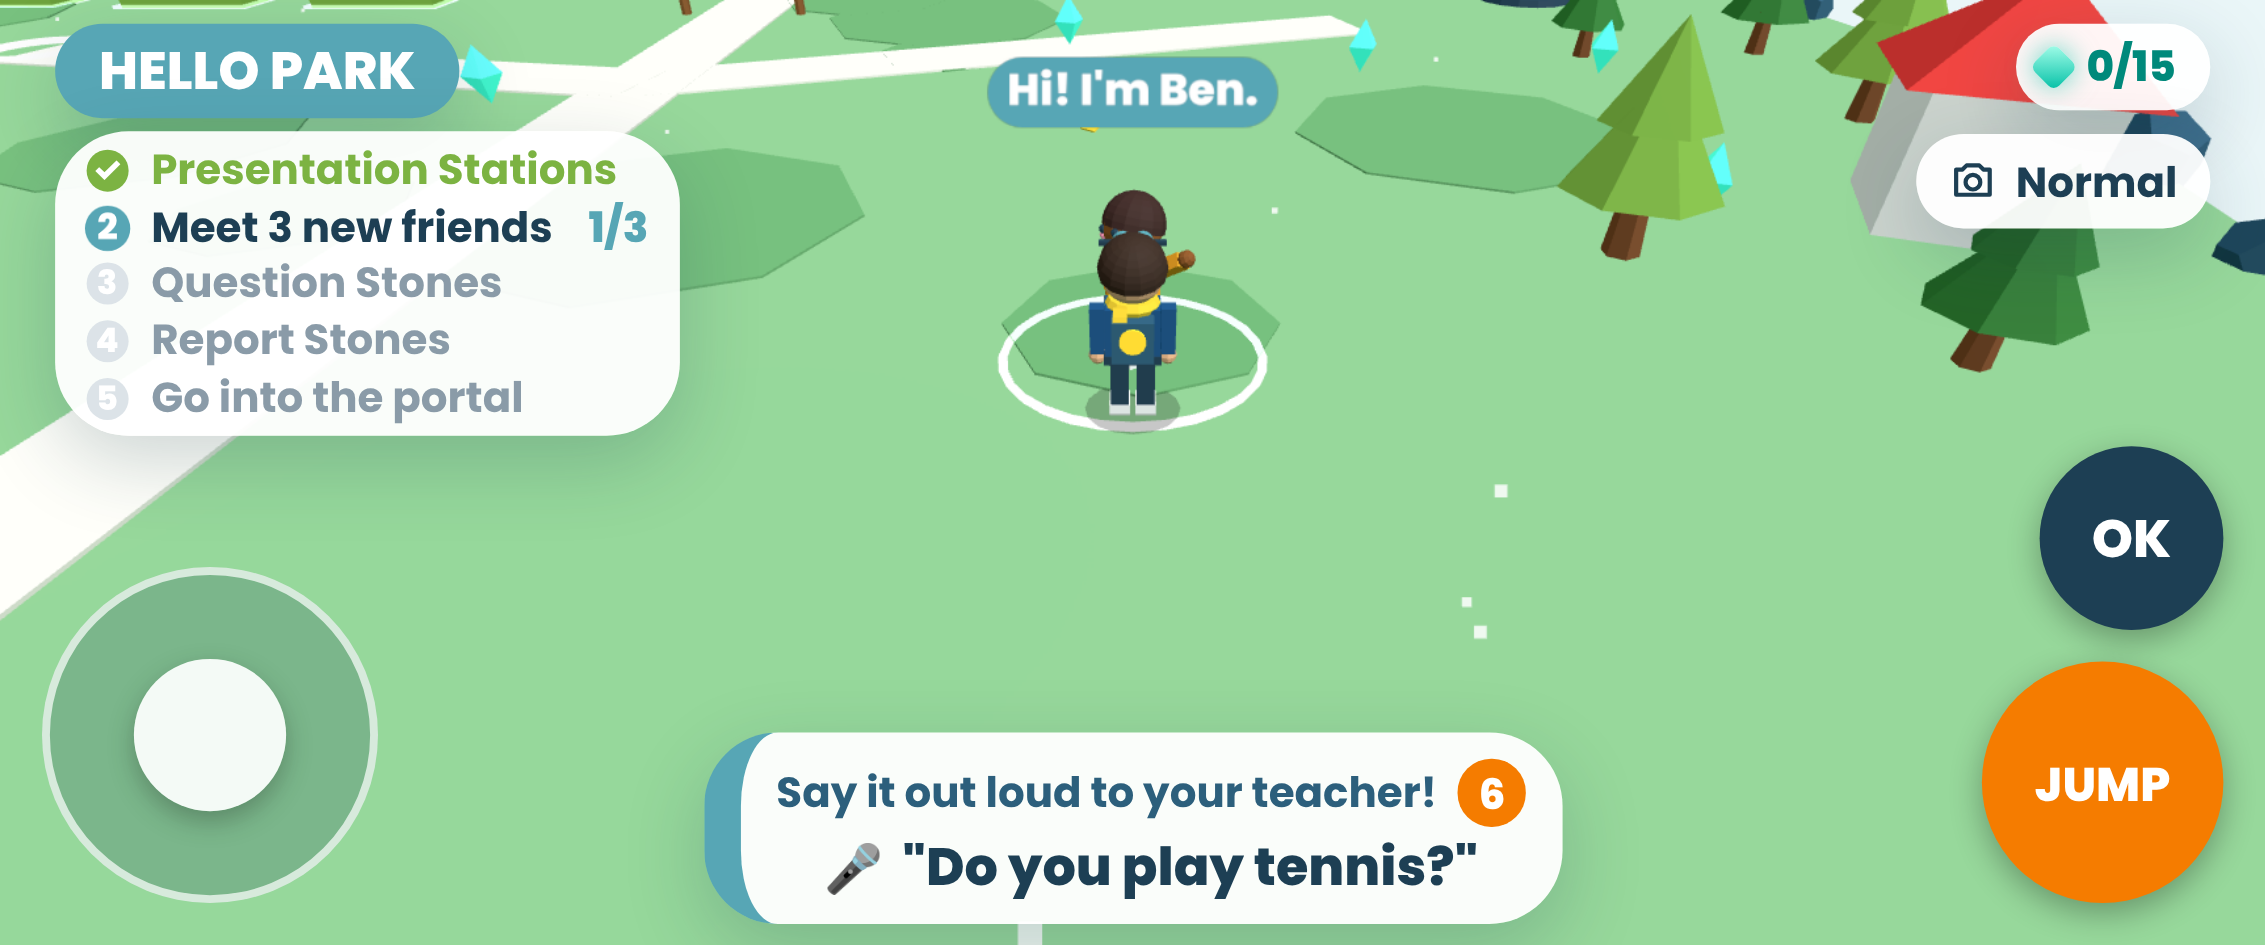 HELLO PARK
Presentation Stations
2 Meet 3 new friends 1/3
3 Question Stones
4 Report Stones
5 Go into the portal
Hi! I'm Ben.
0/15
Normal
OK
JUMP
Say it out loud to your teacher! 6
"Do you play tennis?"